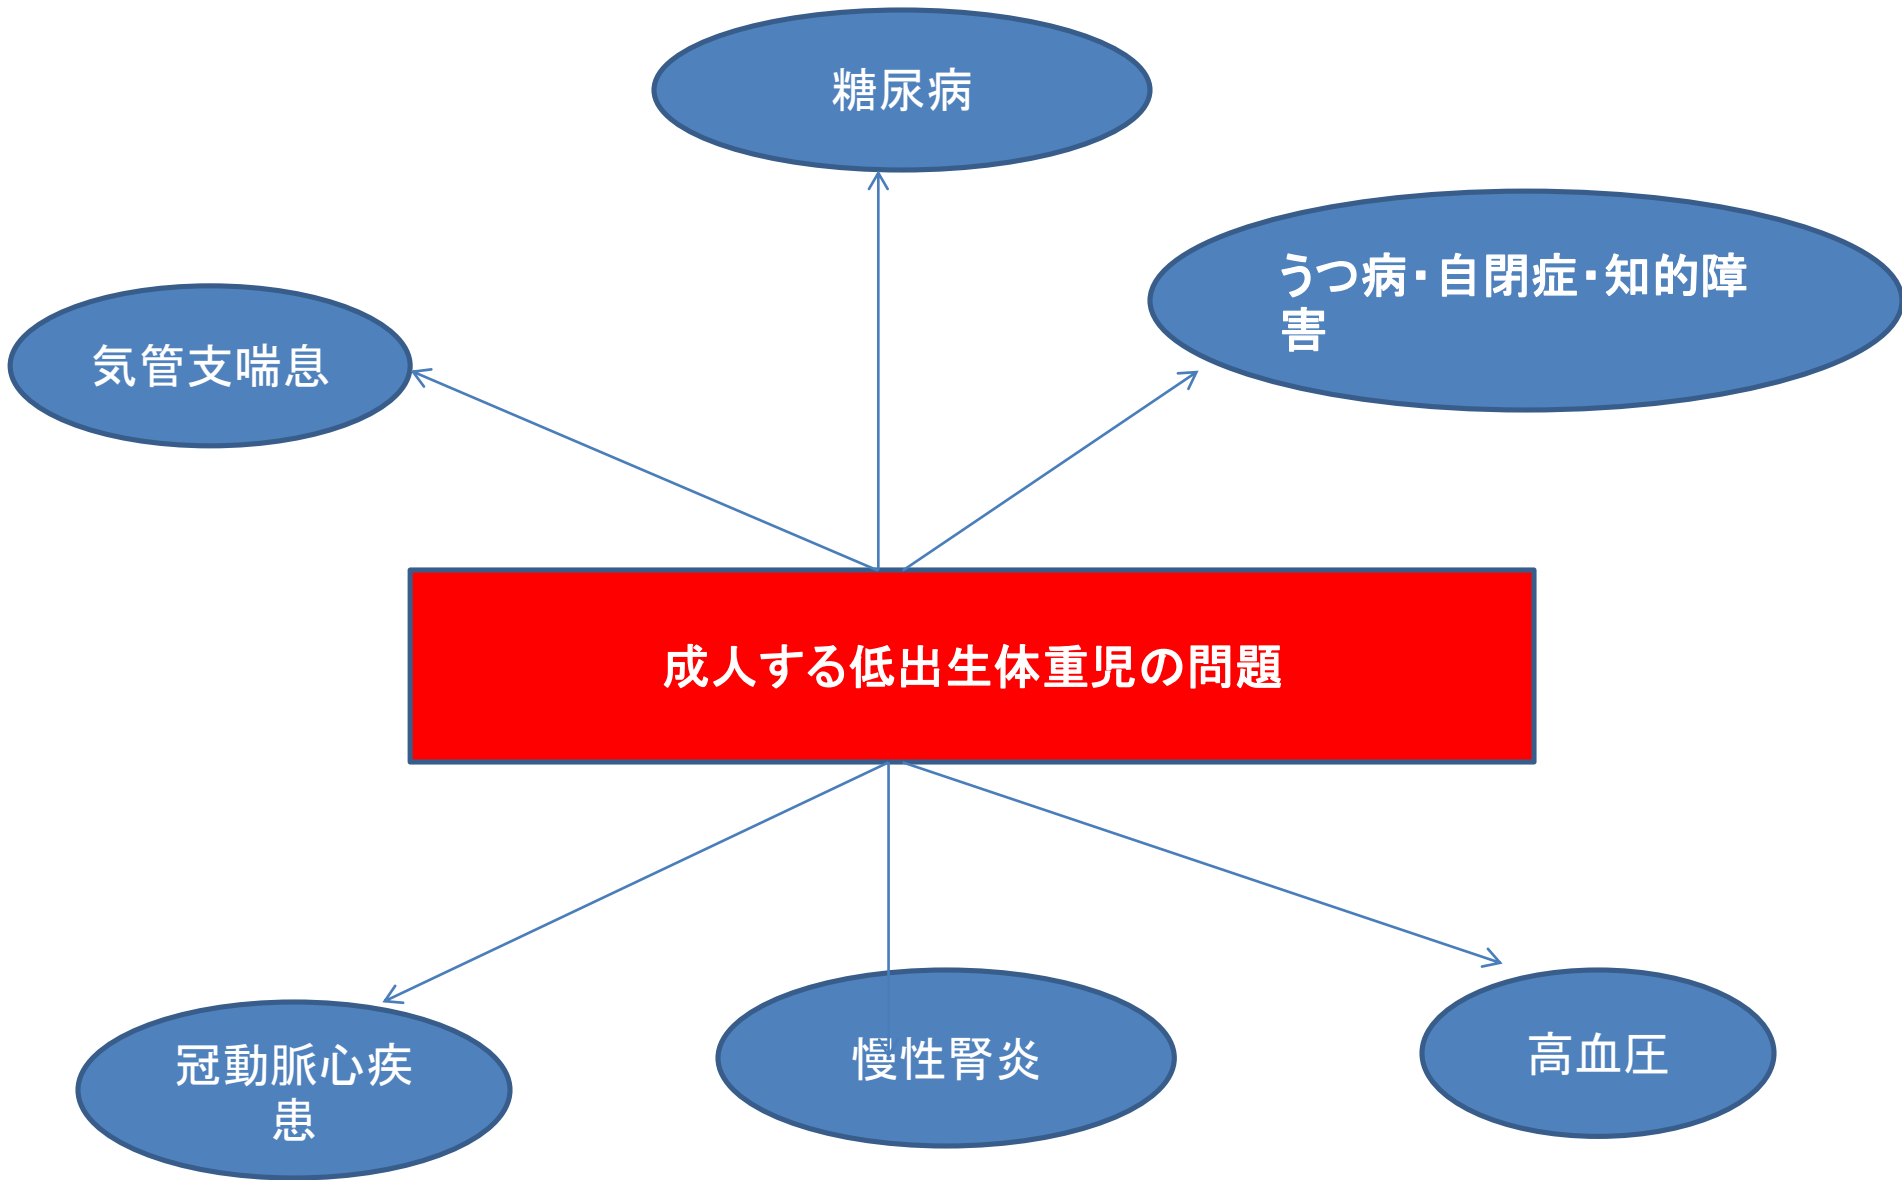 糖尿病
うつ病・自閉症・知的障
害
気管支喘息
成人する低出生体重児の問題
冠動脈心疾
患
慢性腎炎
高血圧